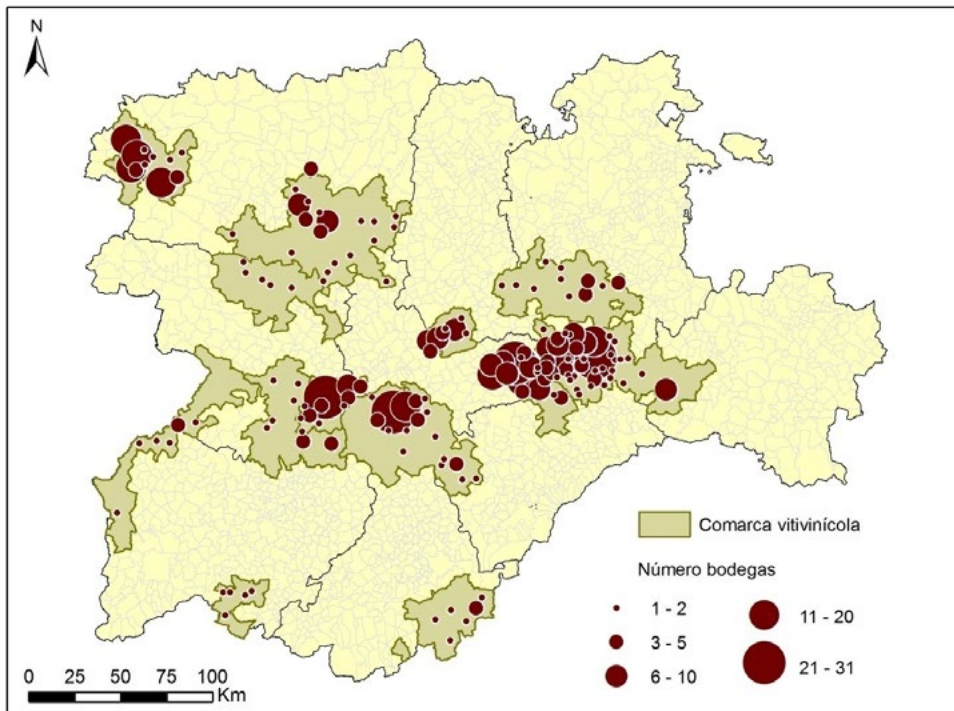 N
Comarca vitivinícola
Número bodegas
1 - 2
3 - 5
6 - 10
11 - 20
21 - 31
0 25 50 75 100
Km